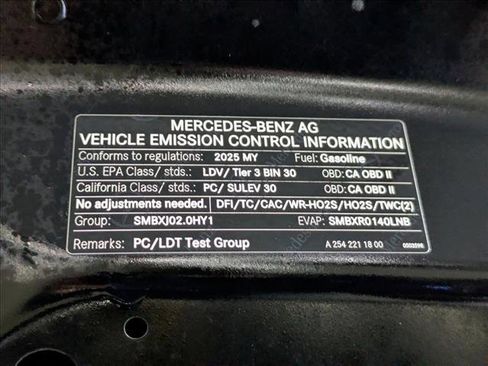 MERCEDES-BENZ AG
VEHICLE EMISSION CONTROL INFORMATION
Conforms to regulations: 2025 MY Fuel: Gasoline
U.S. EPA Class/ stds.: LDV/ Tier 3 BIN 30 OBD: CA OBD II
California Class/ stds.: PC/ SULEV 30 OBD: CA OBD II
No adjustments needed. DFI/TC/CAC/WR-HO2S/HO2S/TWC(2)
Group: SMBXJ02.0HY1 EVAP: SMBXR0140LNB
Remarks: PC/LDT Test Group A 254 221 18 00